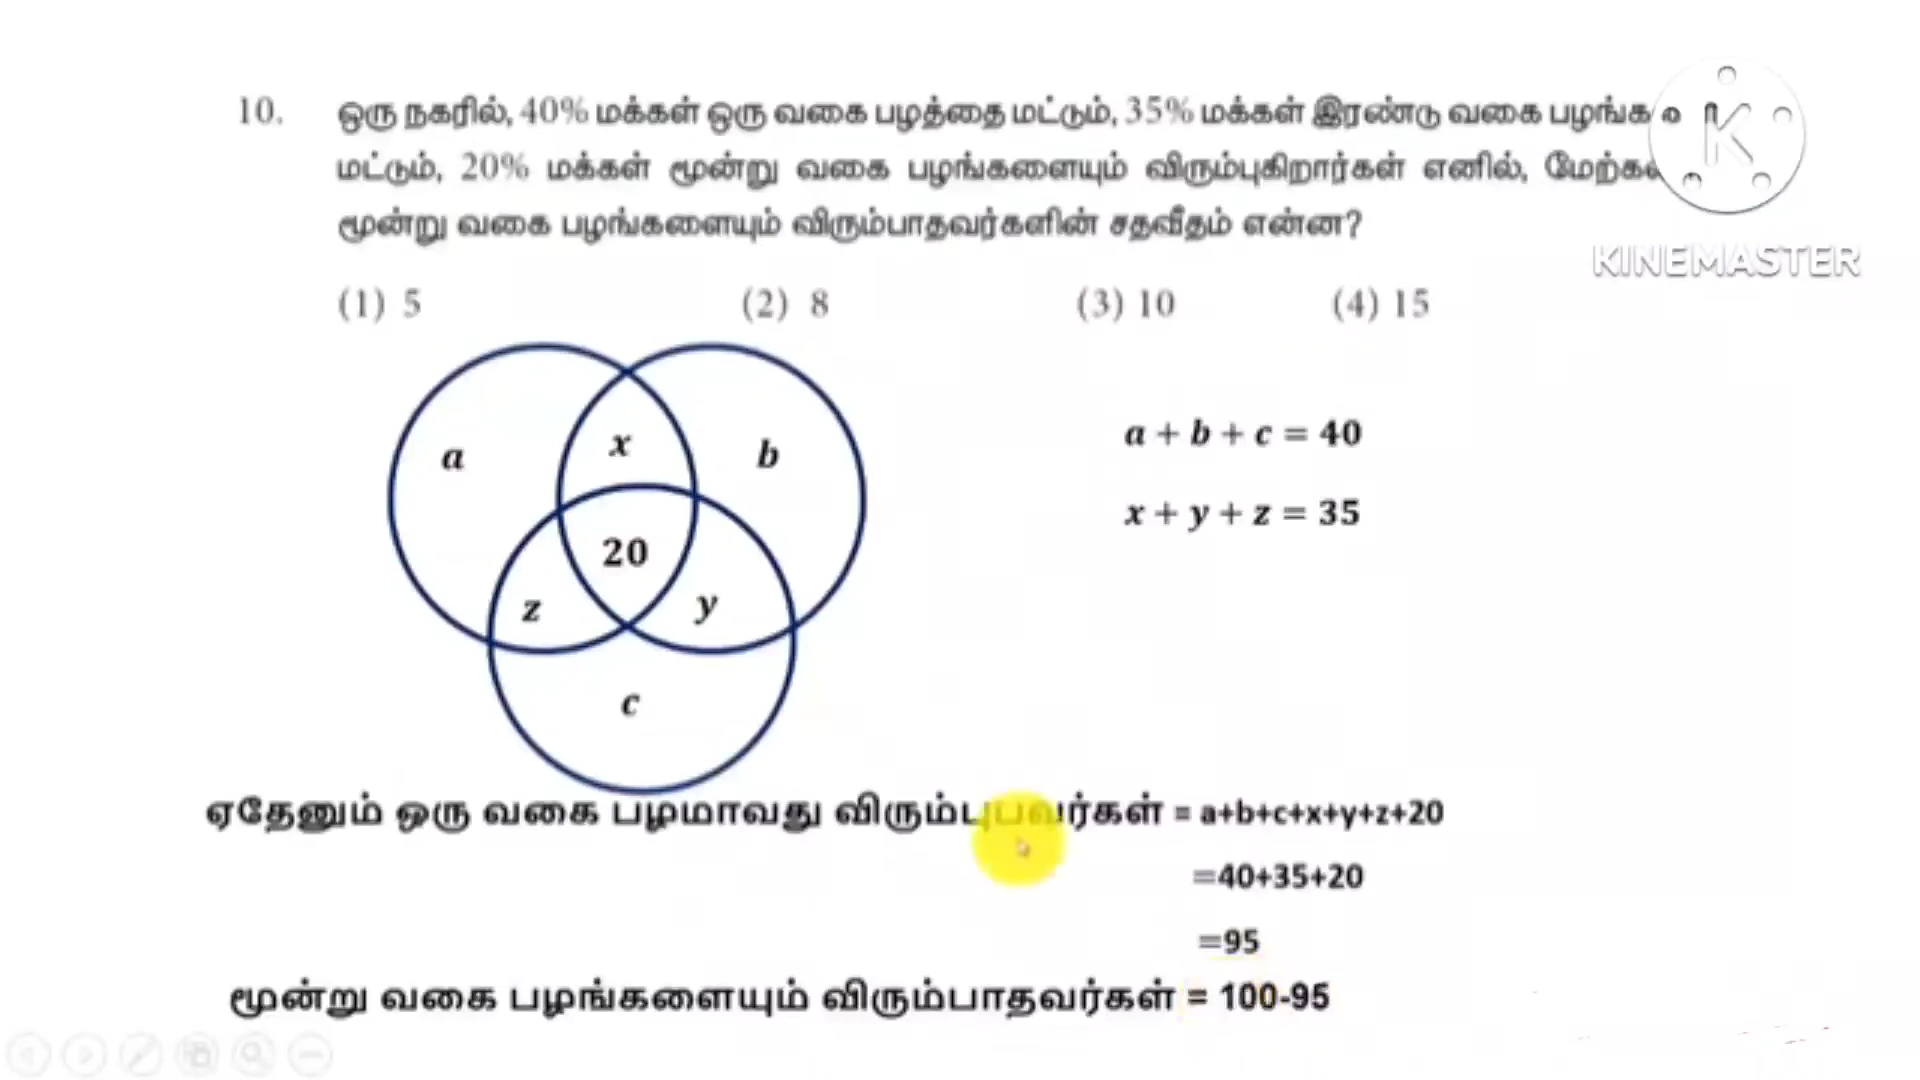 10. ஒரு நகரில், 40% மக்கள் ஒரு வகை பழத்தை மட்டும், 35% மக்கள் இரண்டு வகை
மட்டும், 20% மக்கள் மூன்று வகை பழங்களையும் விரும்புகிறார்கள் எனில்,
மூன்று வகை பழங்களையும் விரும்பாதவர்களின் சதவீதம் என்ன?
K
KINEMASTER
(1) 5 (2) 8 (3) 10 (4) 15
a x b
20
z y
c
a + b + c = 40
x + y + z = 35
ஏதேனும் ஒரு வகை பழமாவது விரும்புபவர்கள் = a+b+c+x+y+z+20
=40+35+20
=95
மூன்று வகை பழங்களையும் விரும்பாதவர்கள் = 100-95